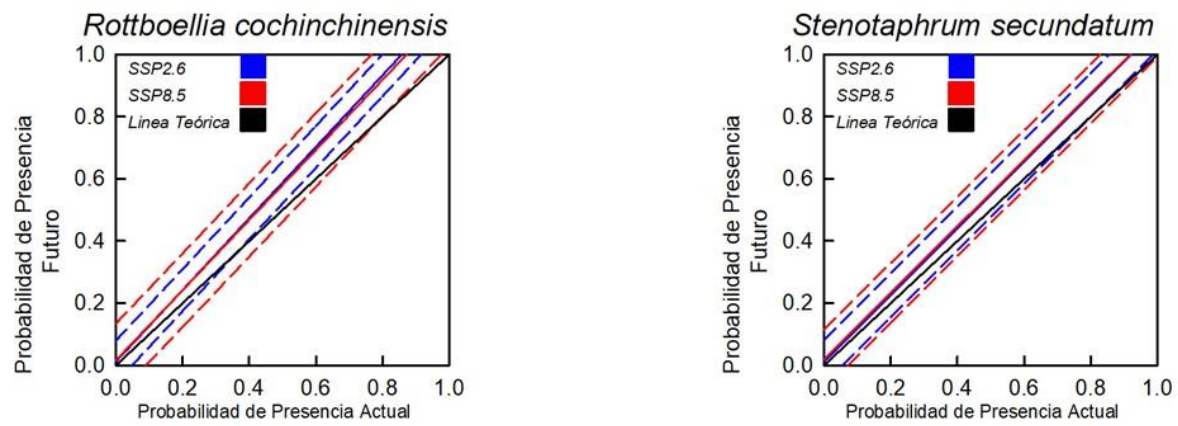 Rottboellia cochinchinensis
1.0
0.8
0.6
0.4
0.2
0.0
SSP2.6
SSP8.5
Linea Teórica
0.0 0.2 0.4 0.6 0.8 1.0
Probabilidad de Presencia
Futuro
Probabilidad de Presencia Actual
Stenotaphrum secundatum
1.0
0.8
0.6
0.4
0.2
0.0
SSP2.6
SSP8.5
Linea Teórica
0.0 0.2 0.4 0.6 0.8 1.0
Probabilidad de Presencia
Futuro
Probabilidad de Presencia Actual